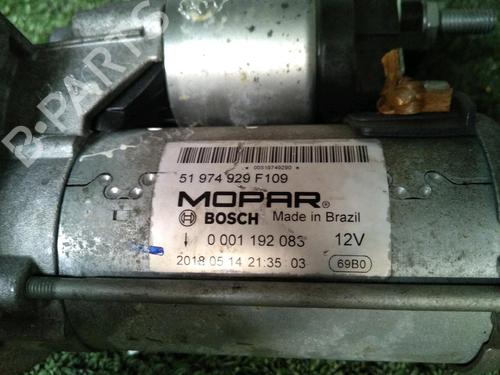 B-PARTS
* 00519749290 *
51 974 929 F109
MOPAR®
BOSCH Made in Brazil
0 001 192 083 12V
2018 05 14 21:35 03 69B0